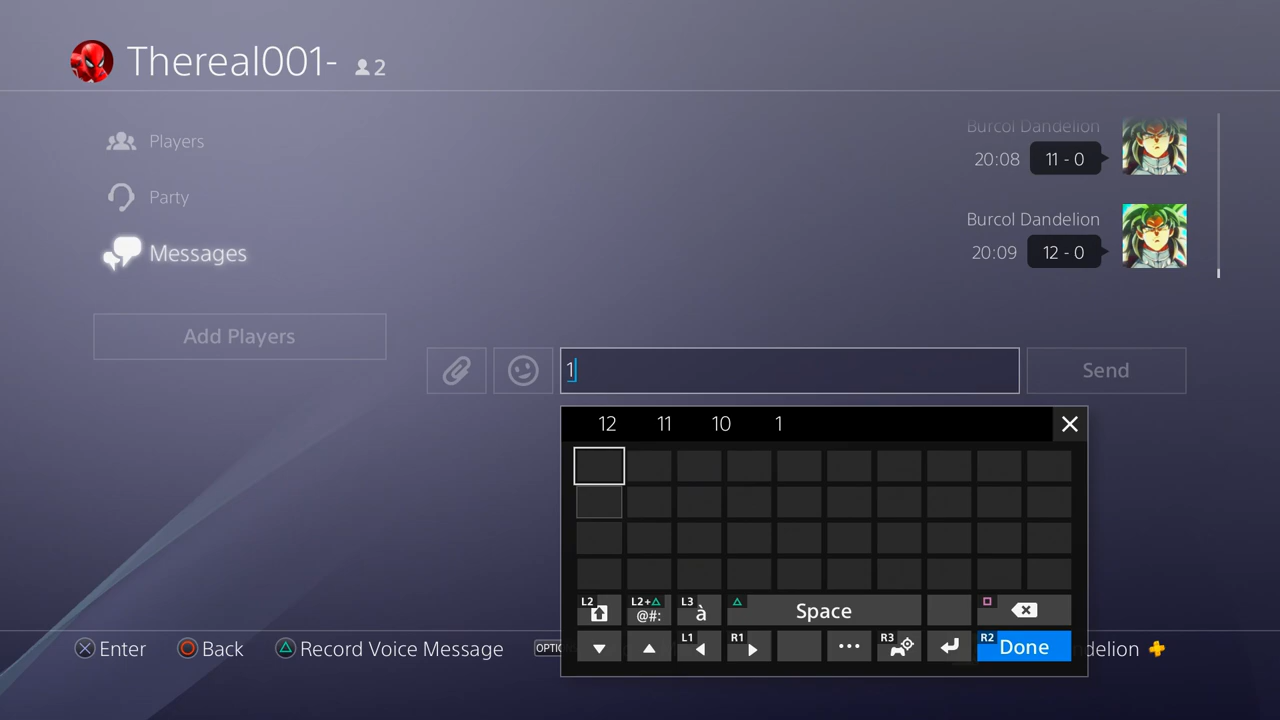 Thereal001- 2
Players
Party
Messages
Add Players
Burcol Dandelion
20:08 11 - 0
Burcol Dandelion
20:09 12 - 0
1
Send
12 11 10 1
L2 L2+△ @#: L3 à △ Space
L1 R1 ... R3 R2 Done
Enter Back Record Voice Message OPTIO delion